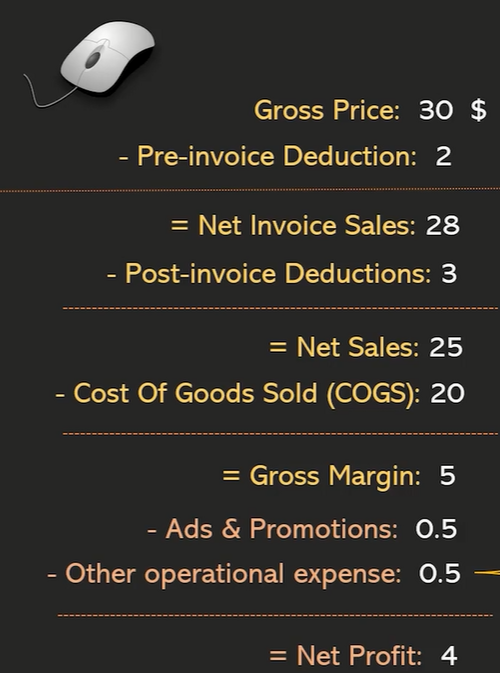 Gross Price: 30 $
- Pre-invoice Deduction: 2
= Net Invoice Sales: 28
- Post-invoice Deductions: 3
= Net Sales: 25
- Cost Of Goods Sold (COGS): 20
= Gross Margin: 5
- Ads & Promotions: 0.5
- Other operational expense: 0.5
= Net Profit: 4